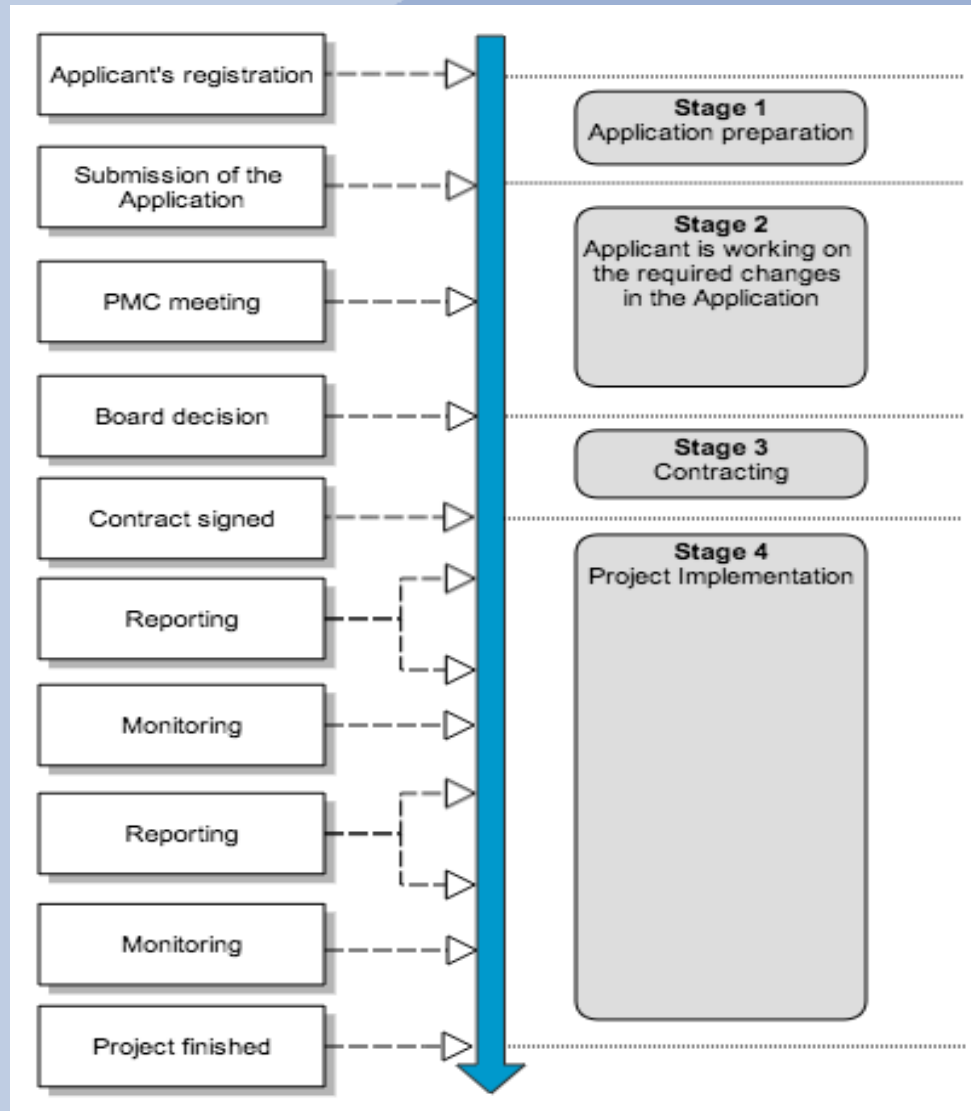 Applicant's registration
Stage 1
Application preparation
Submission of the
Application
Stage 2
Applicant is working on
the required changes
in the Application
PMC meeting
Board decision
Stage 3
Contracting
Contract signed
Stage 4
Project Implementation
Reporting
Monitoring
Reporting
Monitoring
Project finished